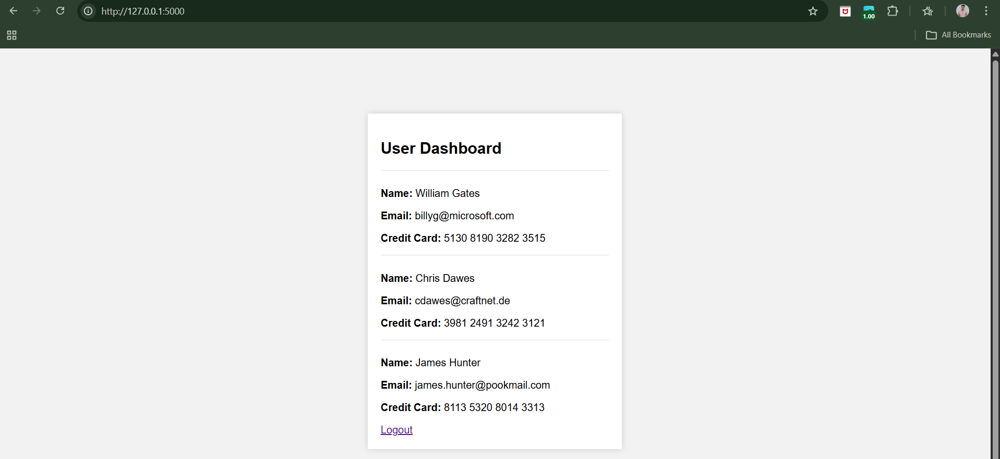 http://127.0.0.1:5000
1.00
All Bookmarks
User Dashboard
Name: William Gates
Email: billyg@microsoft.com
Credit Card: 5130 8190 3282 3515
Name: Chris Dawes
Email: cdawes@craftnet.de
Credit Card: 3981 2491 3242 3121
Name: James Hunter
Email: james.hunter@pookmail.com
Credit Card: 8113 5320 8014 3313
Logout